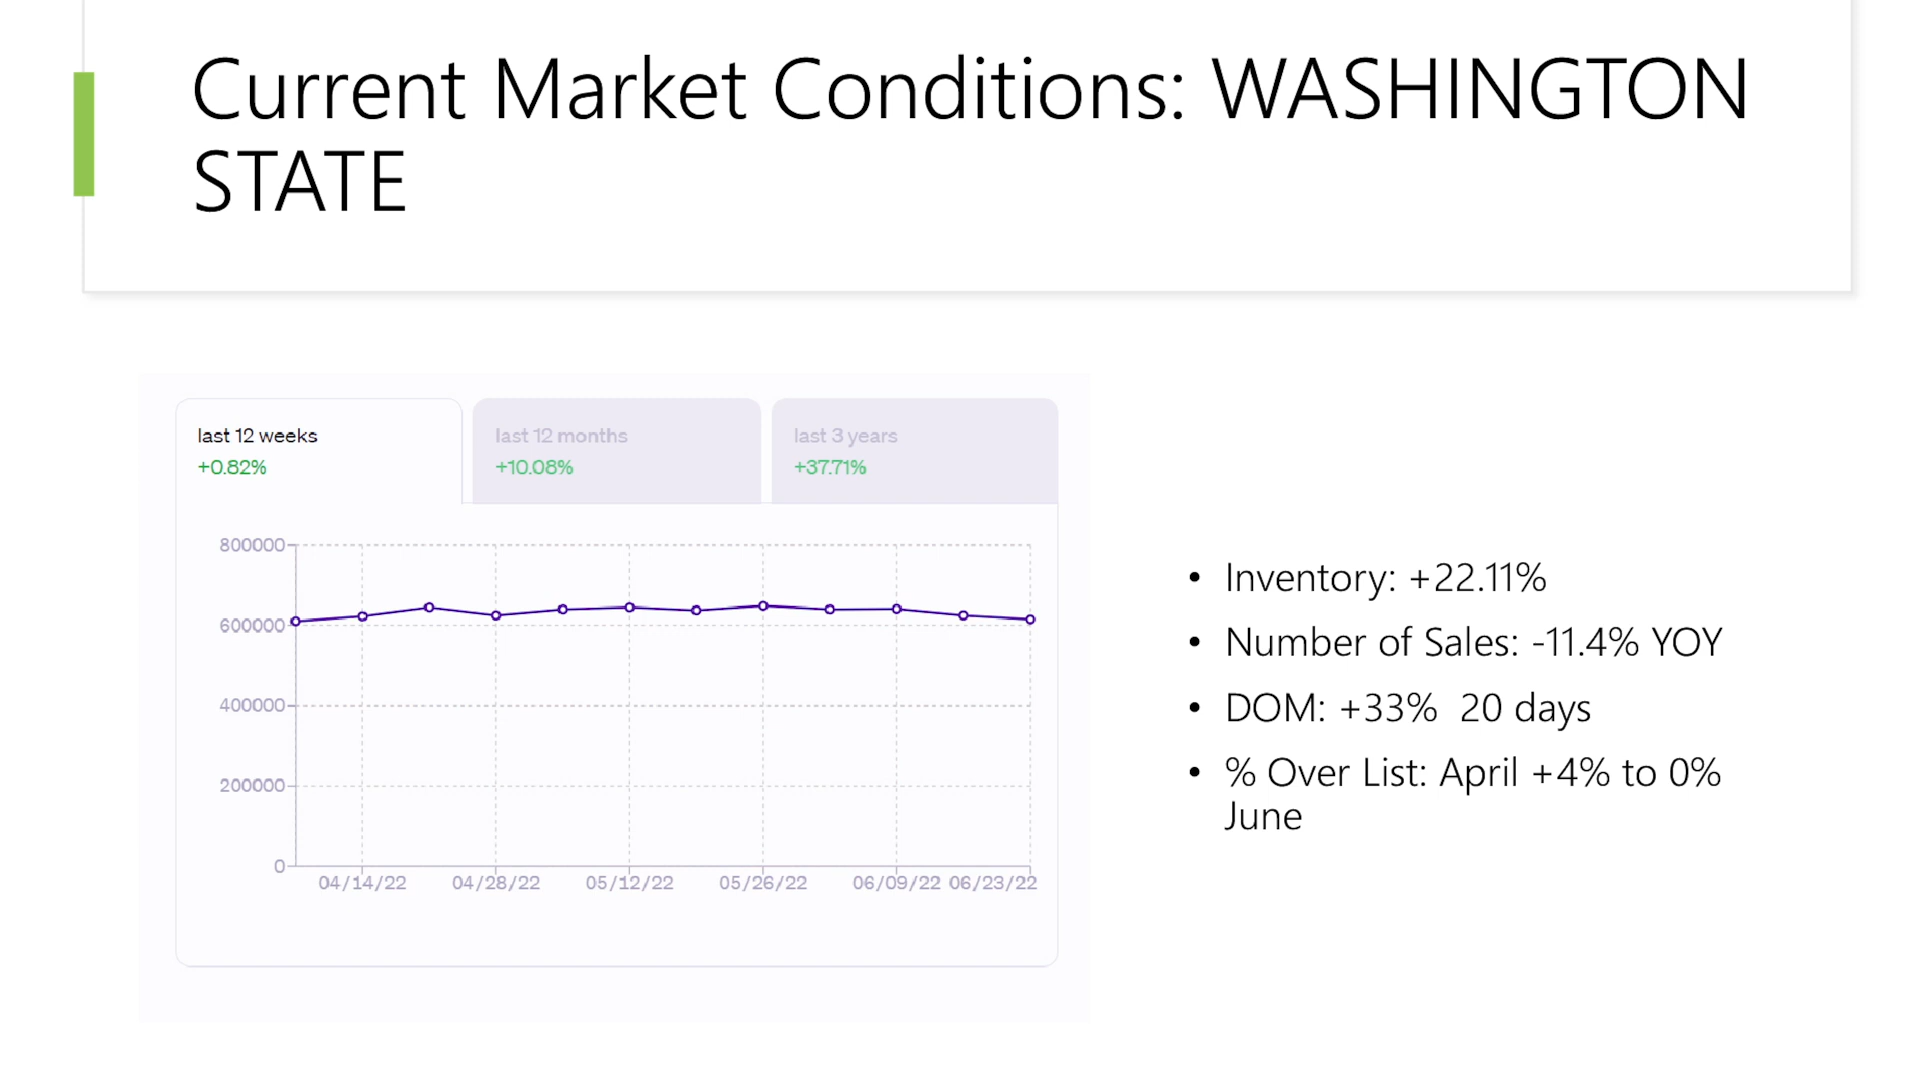 Current Market Conditions: WASHINGTON
STATE
last 12 weeks
+0.82%
last 12 months
+10.08%
last 3 years
+37.71%
800000
600000
400000
200000
0
04/14/22
04/28/22
05/12/22
05/26/22
06/09/22
06/23/22
• Inventory: +22.11%
• Number of Sales: -11.4% YOY
• DOM: +33%  20 days
• % Over List: April +4% to 0%
June